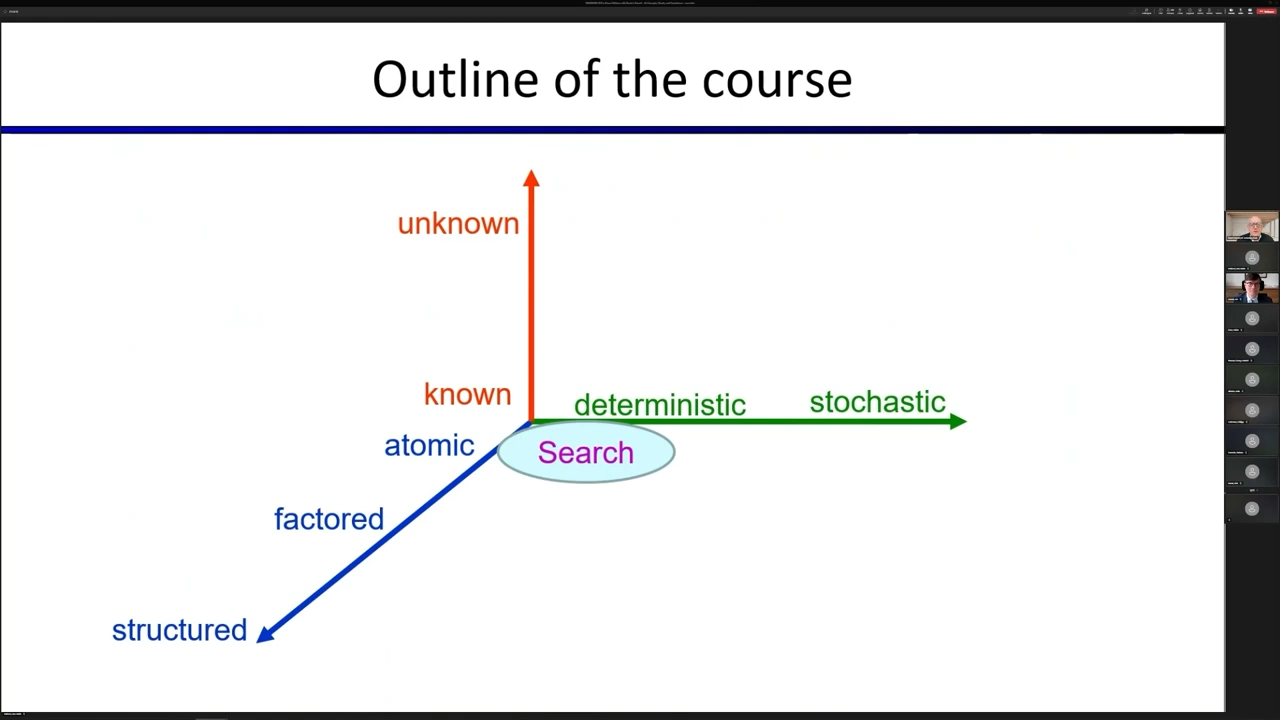 Outline of the course
unknown
known
deterministic
stochastic
atomic
Search
factored
structured